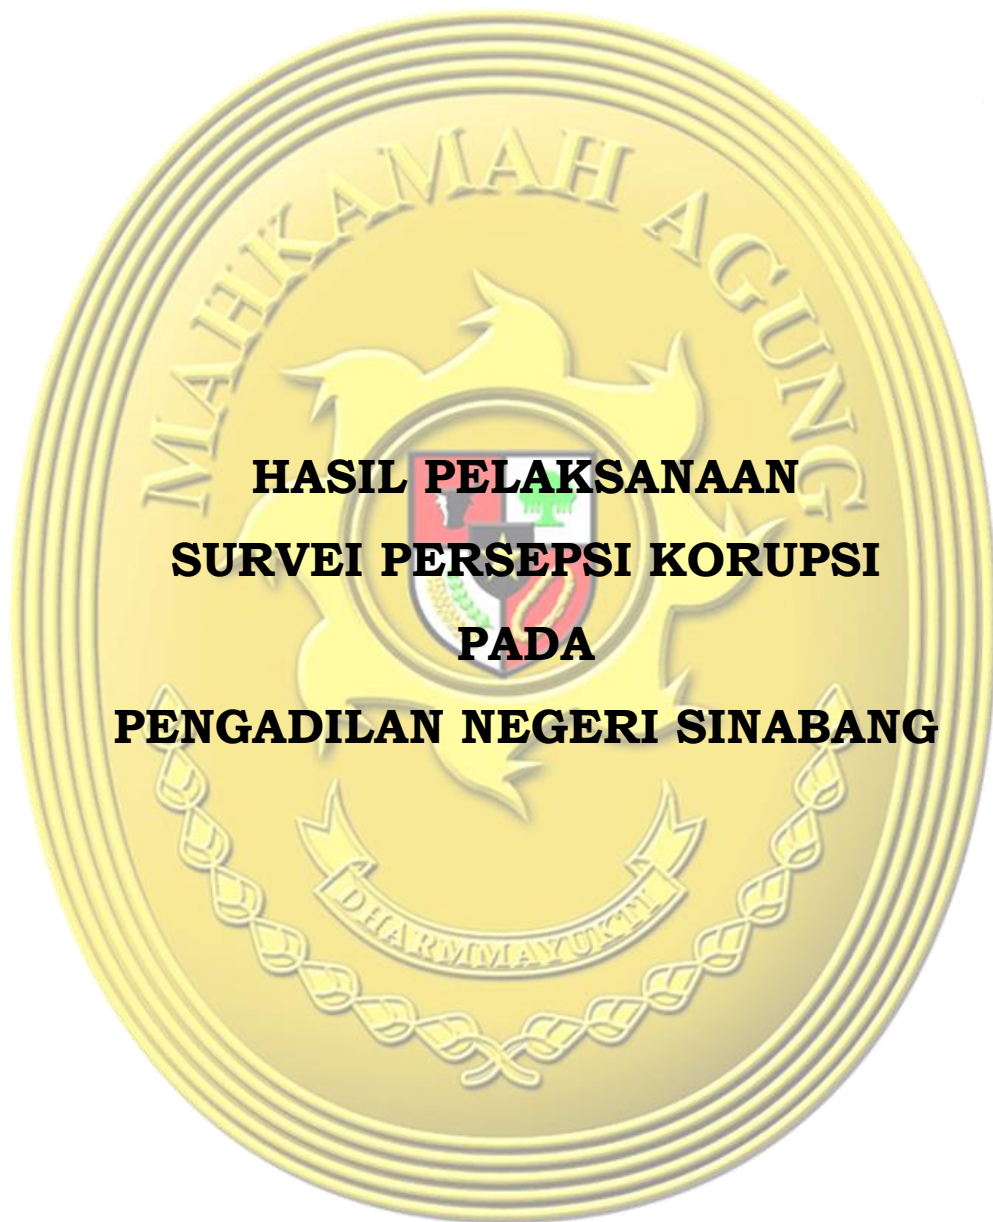 MAHKAMAH AGUNG
HASIL PELAKSANAAN
SURVEI PERSEPSI KORUPSI
PADA
PENGADILAN NEGERI SINABANG
DHARMMAYUKTI